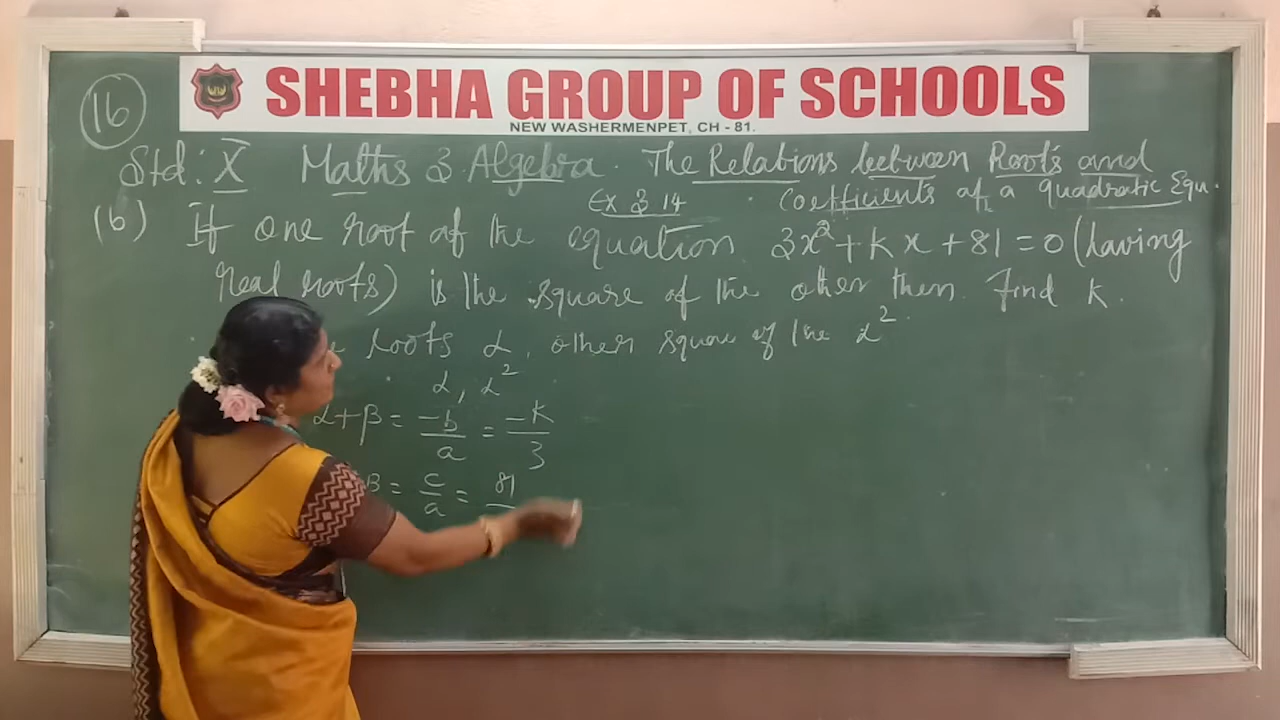 SHEBHA GROUP OF SCHOOLS
NEW WASHERMENPET, CH - 81.
16
Std: X Maths 3. Algebra. The Relations between Roots and
Ex 3.14 Coefficients of a quadratic Equ.
(6) If one root of the equation 3x² + kx + 81 = 0 (having
real roots) is the square of the other then find k.
roots α, other square of the α².
α, α²
α+β = -b/a = -k/3
β = c/a = 81